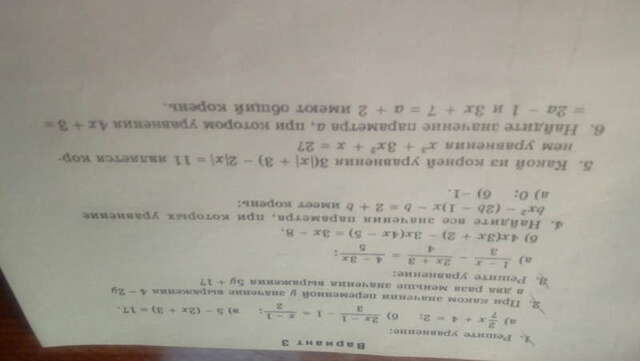 Вариант 3
1. Решите уравнение:
а) 2/7 x + 4 = 2; б) (2x − 1)/3 − 1 = (x − 1)/2; в) 5 − (2x + 3) = 17.
2. При каком значении переменной y значение выражения 4 − 2y
в два раза меньше значения выражения 5y + 17
3. Решите уравнение:
а) (1 − x)/3 − (2x + 3)/4 = (4 − 3x)/5;
б) 4x(3x + 2) − 3x(4x − 5) = 3x − 8.
4. Найдите все значения параметра, при которых уравнение
bx² − (2b − 1)x − b = 2 + b имеет корень:
а) 0; б) −1.
5. Какой из корней уравнения 3(|x| + 3) − 2|x| = 11 является кор-
нем уравнения x³ + 3x² + x = 2?
6. Найдите значение параметра a, при котором уравнения 4x + 3 =
= 2a − 1 и 3x + 7 = a + 2 имеют общий корень.